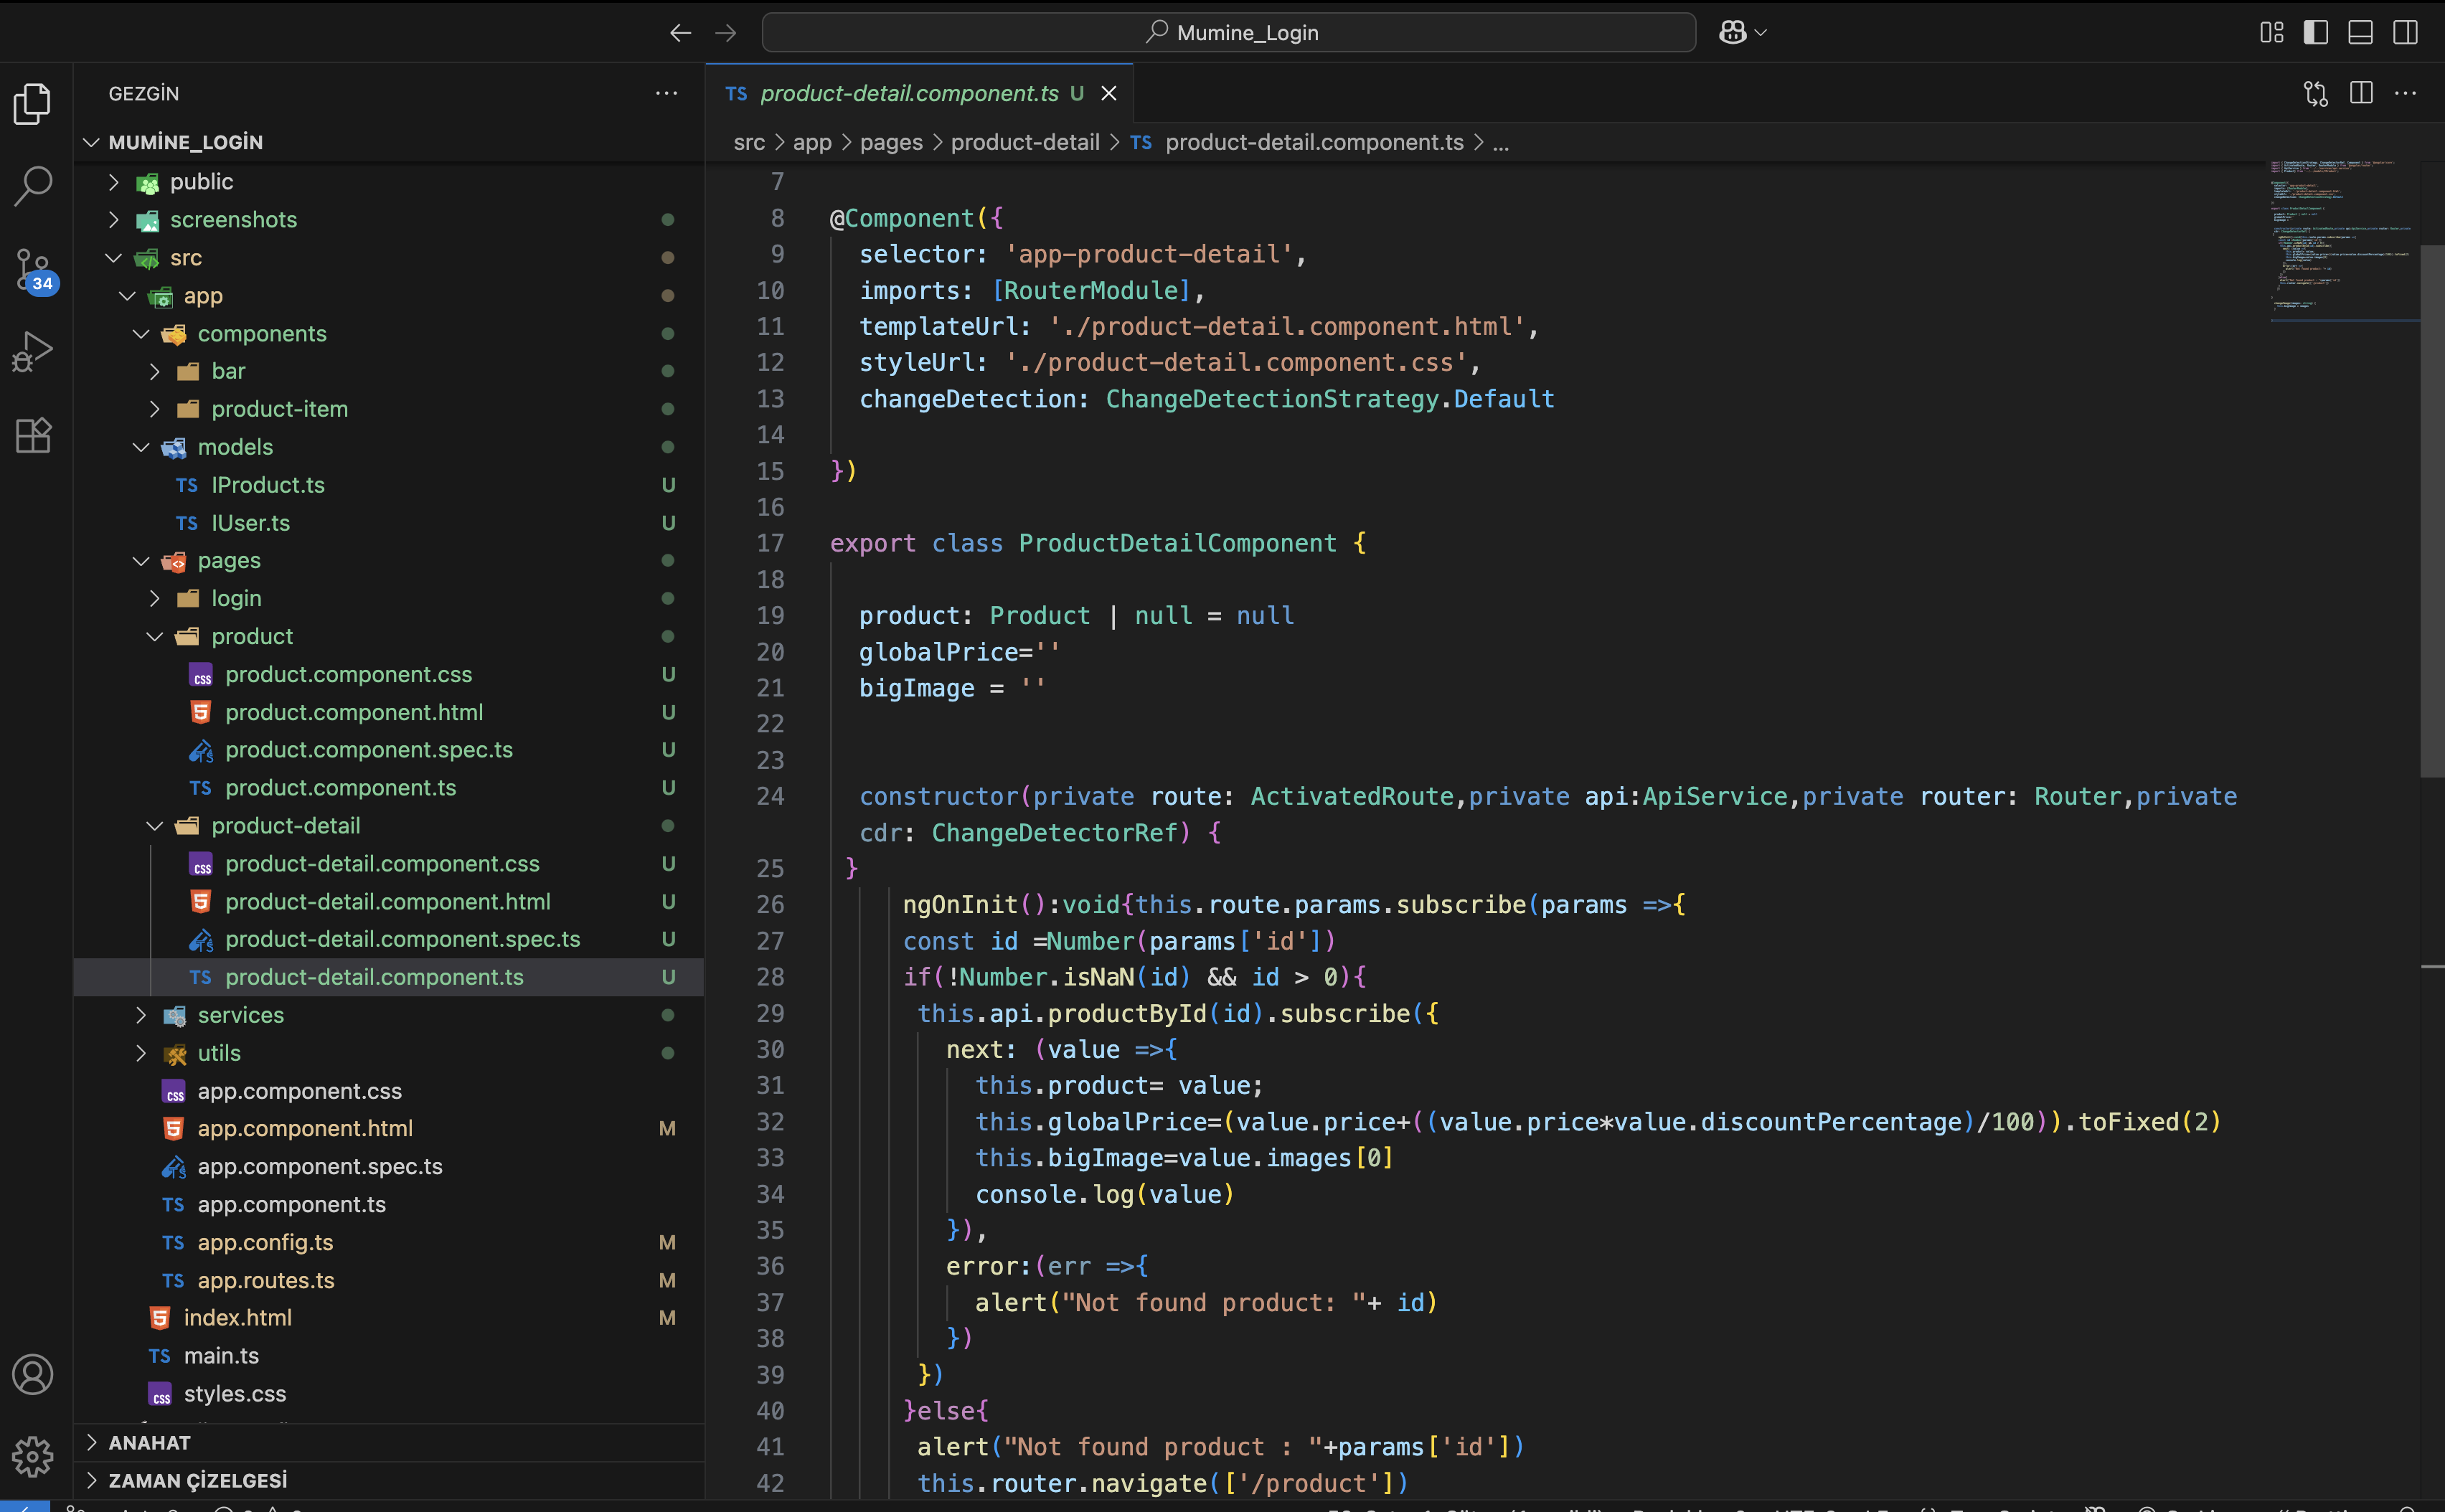 Mumine_Login
GEZGİN
MUMİNE_LOGİN
public
screenshots
src
app
components
bar
product-item
models
TS IProduct.ts U
TS IUser.ts U
pages
login
product
product.component.css U
product.component.html U
product.component.spec.ts U
TS product.component.ts U
product-detail
product-detail.component.css U
product-detail.component.html U
product-detail.component.spec.ts U
TS product-detail.component.ts U
services
utils
app.component.css
app.component.html M
app.component.spec.ts
TS app.component.ts
TS app.config.ts M
TS app.routes.ts M
index.html M
TS main.ts
styles.css
ANAHAT
ZAMAN ÇİZELGESİ
34
TS product-detail.component.ts U
src > app > pages > product-detail > TS product-detail.component.ts > ...
7
8 @Component({
9 selector: 'app-product-detail',
10 imports: [RouterModule],
11 templateUrl: './product-detail.component.html',
12 styleUrl: './product-detail.component.css',
13 changeDetection: ChangeDetectionStrategy.Default
14
15 })
16
17 export class ProductDetailComponent {
18
19 product: Product | null = null
20 globalPrice=''
21 bigImage = ''
22
23
24 constructor(private route: ActivatedRoute,private api:ApiService,private router: Router,private
cdr: ChangeDetectorRef) {
25 }
26 ngOnInit():void{this.route.params.subscribe(params =>{
27 const id =Number(params['id'])
28 if(!Number.isNaN(id) && id > 0){
29 this.api.productById(id).subscribe({
30 next: (value =>{
31 this.product= value;
32 this.globalPrice=(value.price+((value.price*value.discountPercentage)/100)).toFixed(2)
33 this.bigImage=value.images[0]
34 console.log(value)
35 }),
36 error:(err =>{
37 alert("Not found product: "+ id)
38 })
39 })
40 }else{
41 alert("Not found product : "+params['id'])
42 this.router.navigate(['/product'])